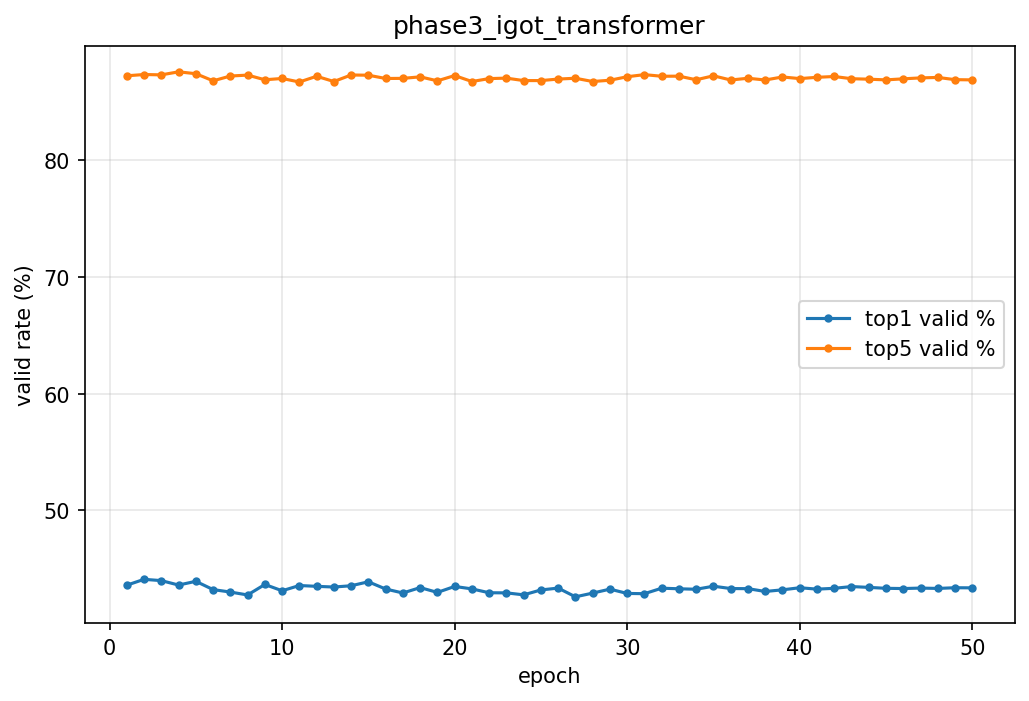 phase3_igot_transformer
valid rate (%)
80
70
60
50
top1 valid %
top5 valid %
0 10 20 30 40 50
epoch